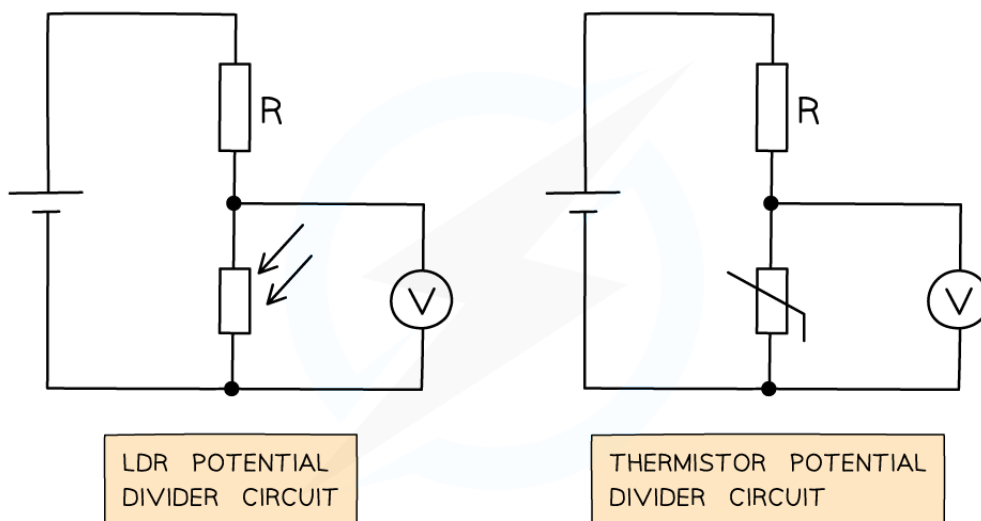 R
V
LDR POTENTIAL
DIVIDER CIRCUIT
R
V
THERMISTOR POTENTIAL
DIVIDER CIRCUIT